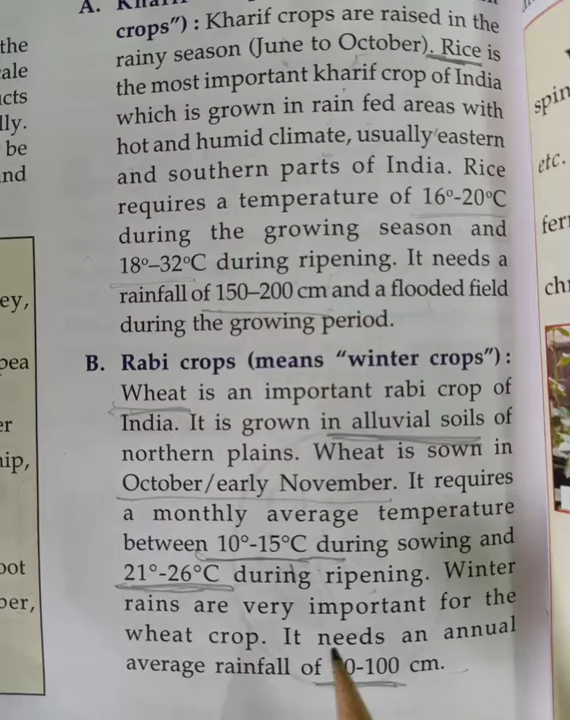 the
ale
cts
lly.
be
nd
ey,
pea
er
ip,
oot
ber,
A.
crops") : Kharif crops are raised in the
rainy season (June to October). Rice is
the most important kharif crop of India
which is grown in rain fed areas with
hot and humid climate, usually eastern
and southern parts of India. Rice
requires a temperature of 16°-20°C
during the growing season and
18°–32°C during ripening. It needs a
rainfall of 150–200 cm and a flooded field
during the growing period.
B. Rabi crops (means "winter crops") :
Wheat is an important rabi crop of
India. It is grown in alluvial soils of
northern plains. Wheat is sown in
October/early November. It requires
a monthly average temperature
between 10°-15°C during sowing and
21°-26°C during ripening. Winter
rains are very important for the
wheat crop. It needs an annual
average rainfall of 0-100 cm.
spin
etc.
fer
ch